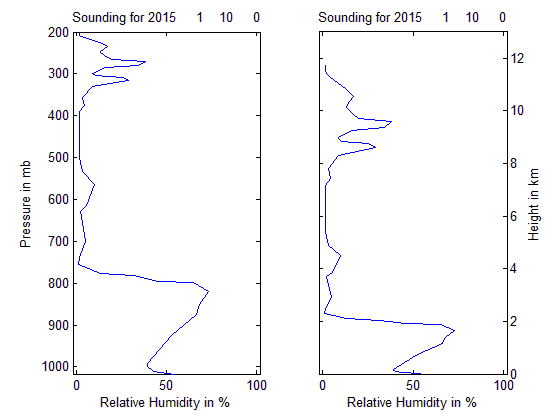 Sounding for 2015 1 10 0
200
300
400
500
600
700
800
900
1000
Pressure in mb
0 50 100
Relative Humidity in %
Sounding for 2015 1 10 0
12
10
8
6
4
2
0
Height in km
0 50 100
Relative Humidity in %